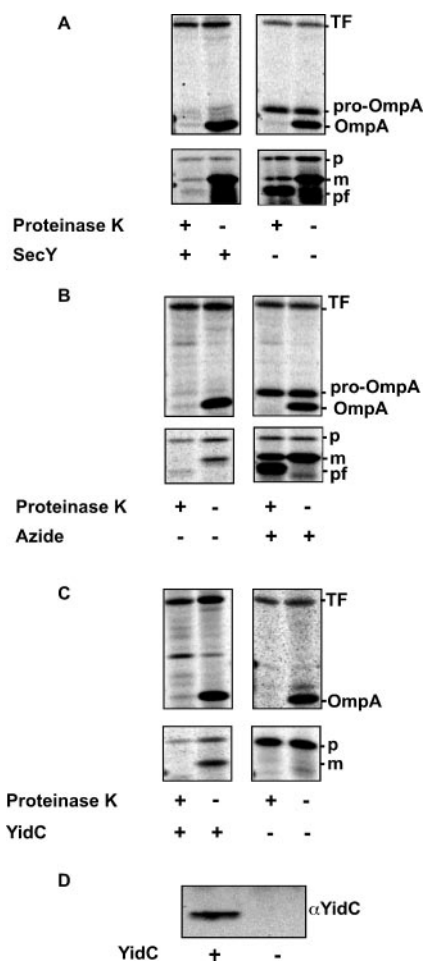 A
TF
pro-OmpA
OmpA
p
m
pf
Proteinase K + - + -
SecY + + - -
B
TF
pro-OmpA
OmpA
p
m
pf
Proteinase K + - + -
Azide - - + +
C
TF
OmpA
p
m
Proteinase K + - + -
YidC + + - -
D
αYidC
YidC + -